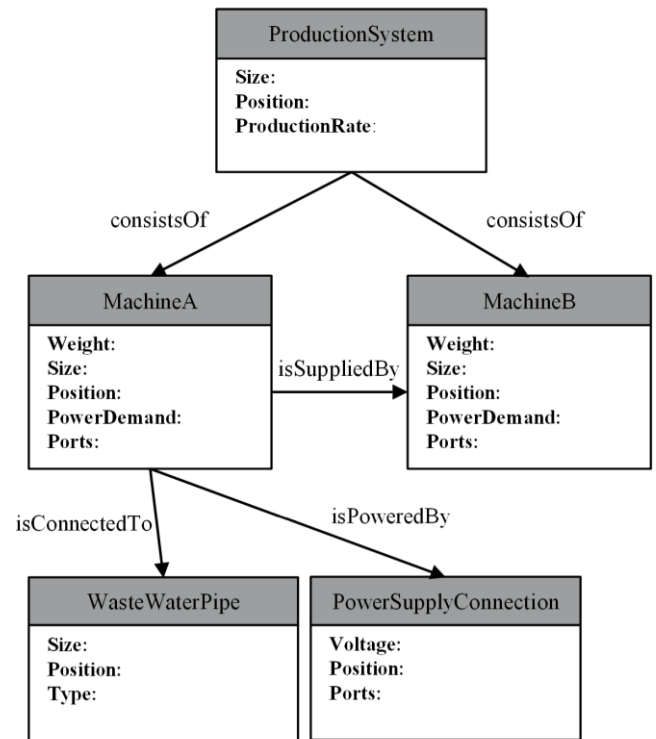 ProductionSystem
Size:
Position:
ProductionRate:
consistsOf
consistsOf
MachineA
Weight:
Size:
Position:
PowerDemand:
Ports:
isSuppliedBy
MachineB
Weight:
Size:
Position:
PowerDemand:
Ports:
isConnectedTo
isPoweredBy
WasteWaterPipe
Size:
Position:
Type:
PowerSupplyConnection
Voltage:
Position:
Ports: